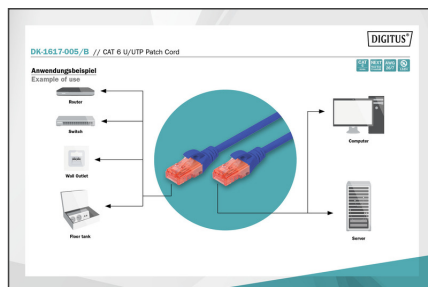 DIGITUS®
DK-1617-005/B // CAT 6 U/UTP Patch Cord
Anwendungsbeispiel
Example of use
Router
Switch
Wall Outlet
Floor tank
Computer
Server